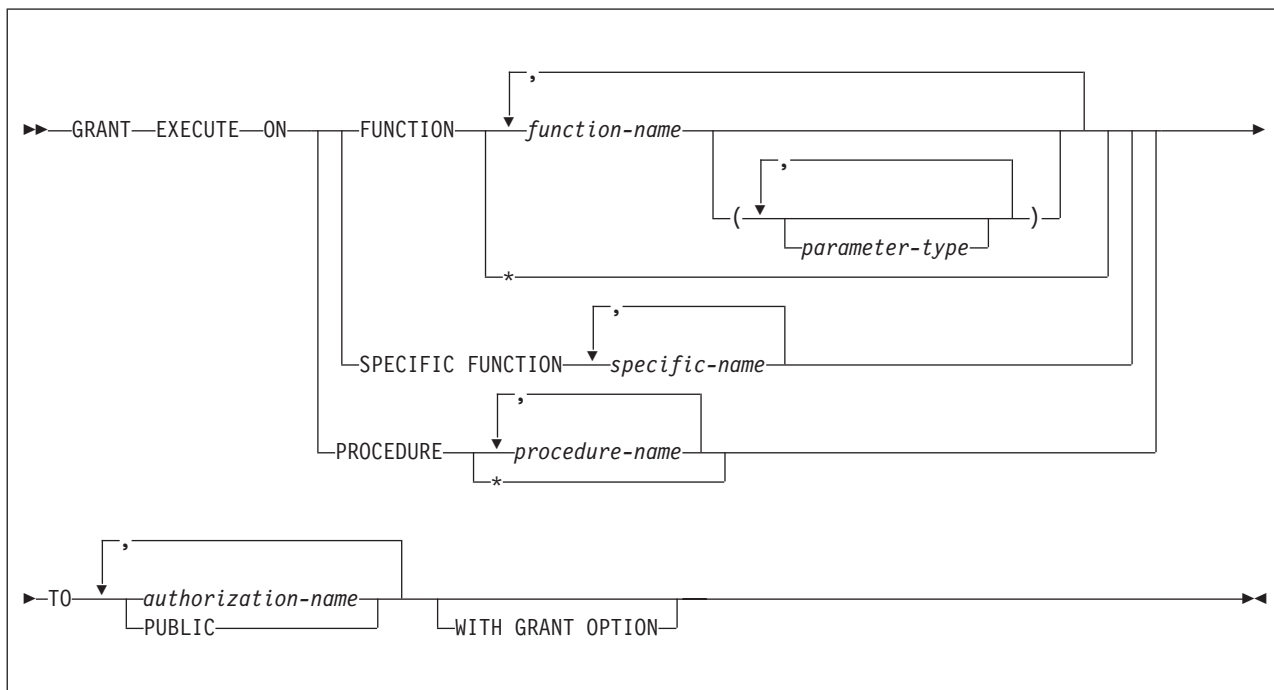 ,
GRANT EXECUTE ON FUNCTION function-name
,
( )
parameter-type
*
,
SPECIFIC FUNCTION specific-name
,
PROCEDURE procedure-name
*
,
TO authorization-name
PUBLIC WITH GRANT OPTION